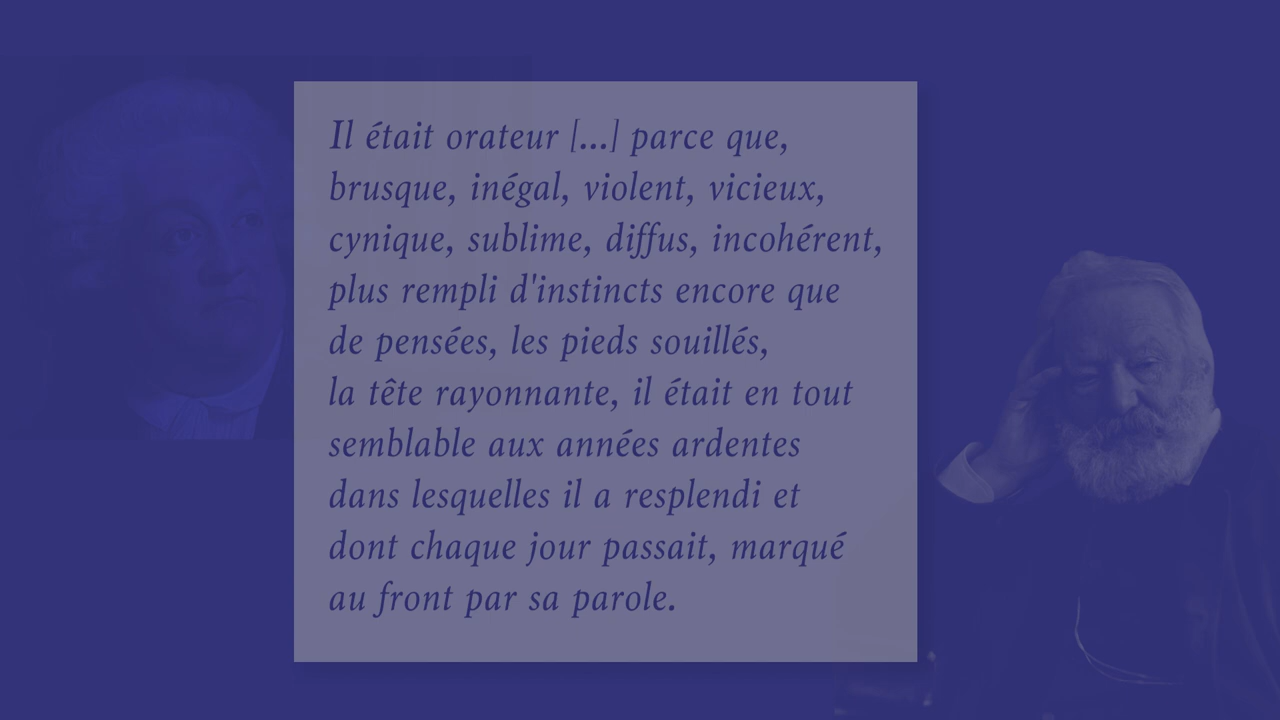 Il était orateur [...] parce que,
brusque, inégal, violent, vicieux,
cynique, sublime, diffus, incohérent,
plus rempli d'instincts encore que
de pensées, les pieds souillés,
la tête rayonnante, il était en tout
semblable aux années ardentes
dans lesquelles il a resplendi et
dont chaque jour passait, marqué
au front par sa parole.